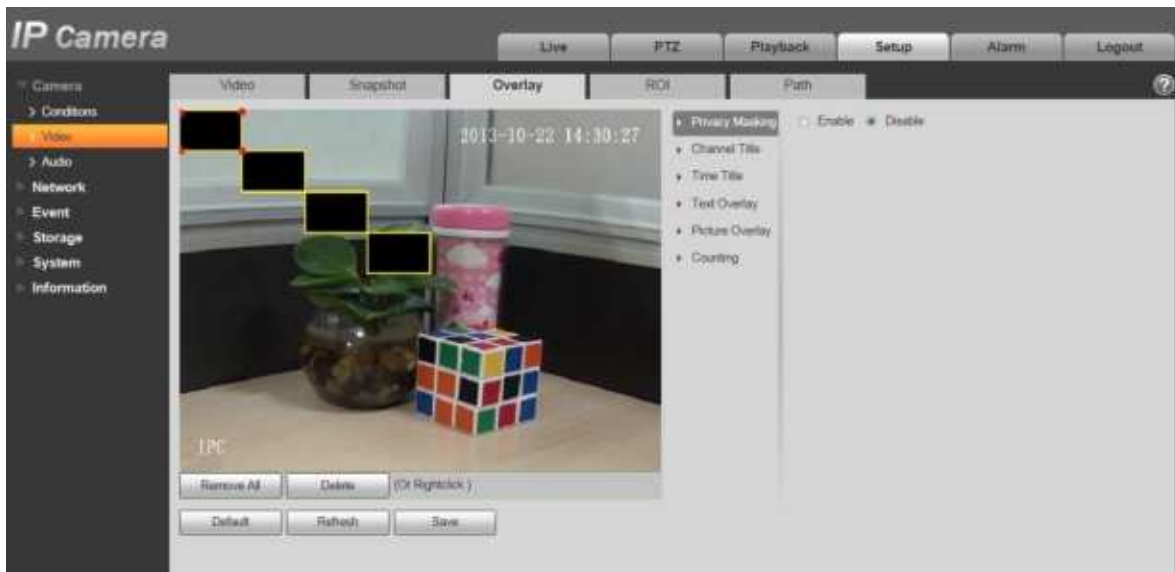 IP Camera
Live PTZ Playback Setup Alarm Logout
Camera
Conditions
Video
Audio
Network
Event
Storage
System
Information
Video Snapshot Overlay ROI Path
?
2013-10-22 14:30:27
IPC
Privacy Masking Enable Disable
Channel Title
Time Title
Text Overlay
Picture Overlay
Counting
Remove All Delete (Or Rightclick )
Default Refresh Save